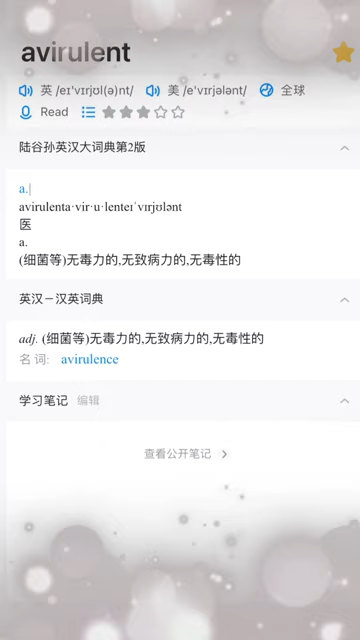 avirulent
英 /eɪ'vɪrjʊl(ə)nt/ 美 /e'vɪrjələnt/ 全球
Read
陆谷孙英汉大词典第2版
a.|
avirulenta·vir·u·lenteɪˈvɪrjʊlənt
医
a.
(细菌等)无毒力的,无致病力的,无毒性的
英汉－汉英词典
adj. (细菌等)无毒力的,无致病力的,无毒性的
名 词: avirulence
学习笔记 编辑
查看公开笔记 >